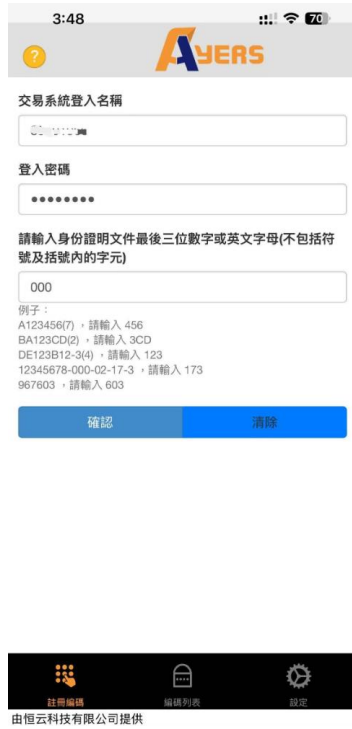 3:48
70
?
AYERS
交易系統登入名稱
登入密碼
••••••••
請輸入身份證明文件最後三位數字或英文字母(不包括符
號及括號內的字元)
000
例子：
A123456(7) ，請輸入 456
BA123CD(2) ，請輸入 3CD
DE123B12-3(4) ，請輸入 123
12345678-000-02-17-3 ，請輸入 173
967603 ，請輸入 603
確認 清除
註冊編碼 編碼列表 設定
由恒云科技有限公司提供